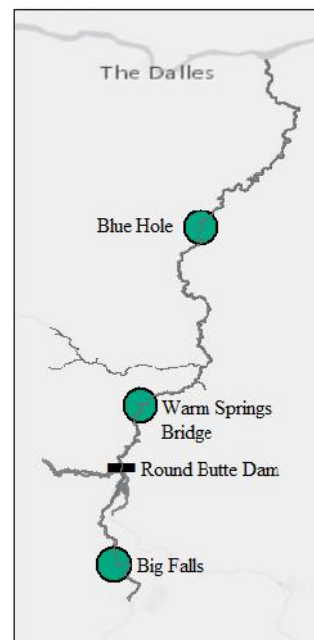 The Dalles
Blue Hole
Warm Springs
Bridge
Round Butte Dam
Big Falls